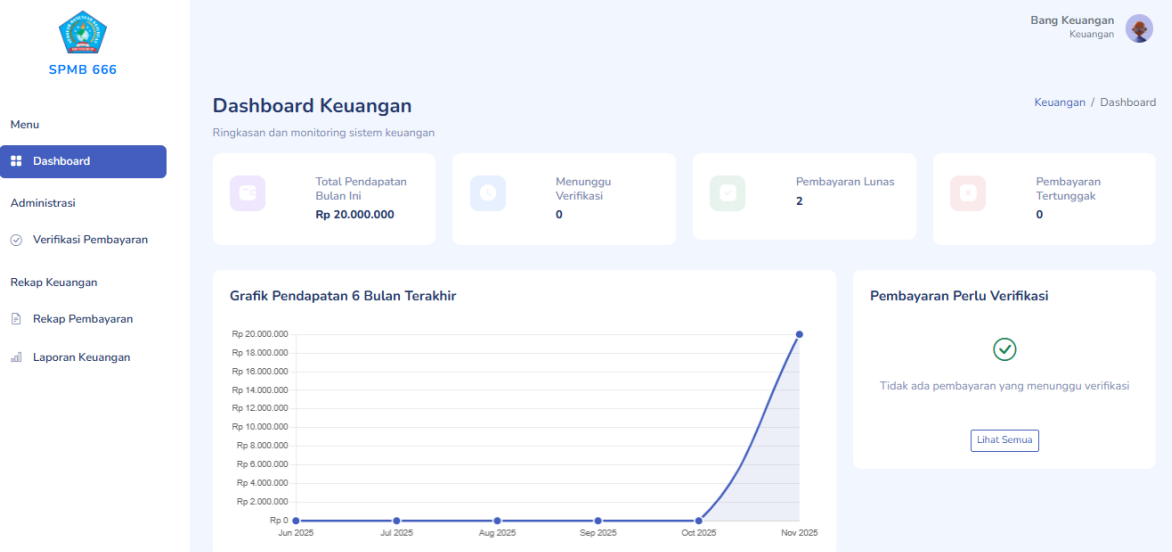 SPMB 666
Bang Keuangan
Keuangan
Menu
Dashboard
Administrasi
Verifikasi Pembayaran
Rekap Keuangan
Rekap Pembayaran
Laporan Keuangan
Dashboard Keuangan
Keuangan / Dashboard
Ringkasan dan monitoring sistem keuangan
Total Pendapatan
Bulan Ini
Rp 20.000.000
Menunggu
Verifikasi
0
Pembayaran Lunas
2
Pembayaran
Tertunggak
0
Grafik Pendapatan 6 Bulan Terakhir
Rp 20.000.000
Rp 18.000.000
Rp 16.000.000
Rp 14.000.000
Rp 12.000.000
Rp 10.000.000
Rp 8.000.000
Rp 6.000.000
Rp 4.000.000
Rp 2.000.000
Rp 0
Jun 2025 Jul 2025 Aug 2025 Sep 2025 Oct 2025 Nov 2025
Pembayaran Perlu Verifikasi
Tidak ada pembayaran yang menunggu verifikasi
Lihat Semua